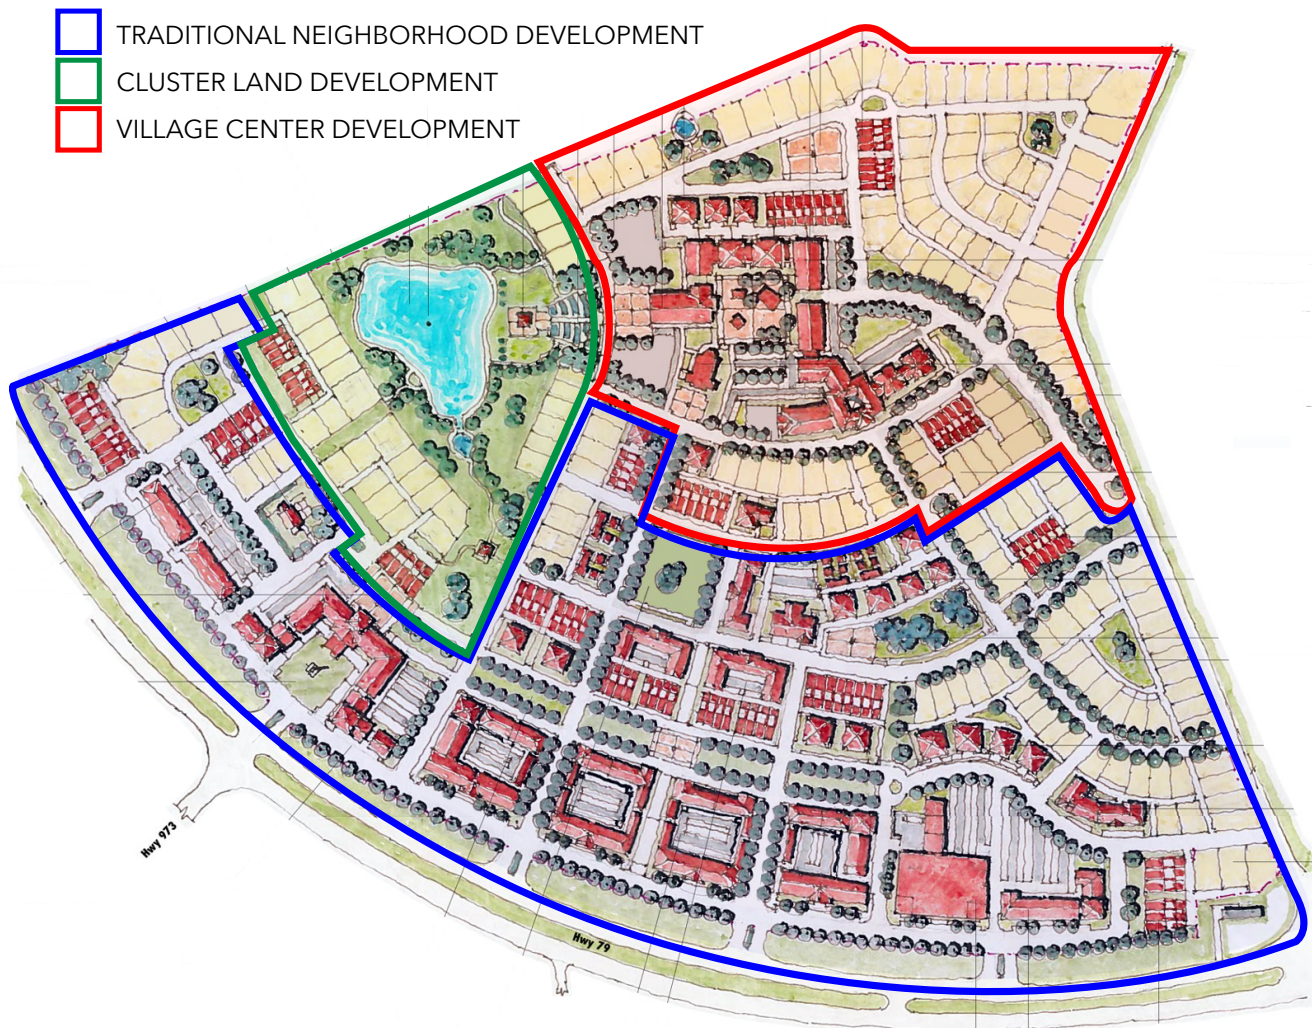 TRADITIONAL NEIGHBORHOOD DEVELOPMENT
CLUSTER LAND DEVELOPMENT
VILLAGE CENTER DEVELOPMENT
Hwy 973
Hwy 79